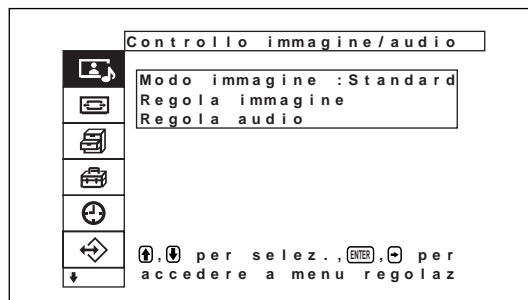 Controllo immagine/audio
Modo immagine :Standard
Regola immagine
Regola audio
, per selez., ENTER, per
accedere a menu regolaz